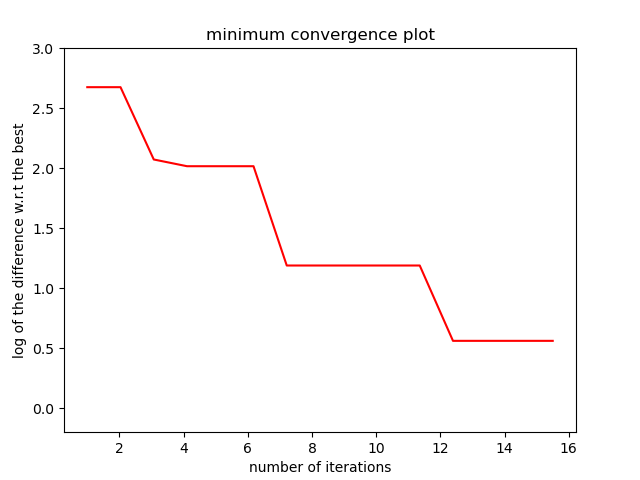 minimum convergence plot
log of the difference w.r.t the best
3.0
2.5
2.0
1.5
1.0
0.5
0.0
2 4 6 8 10 12 14 16
number of iterations